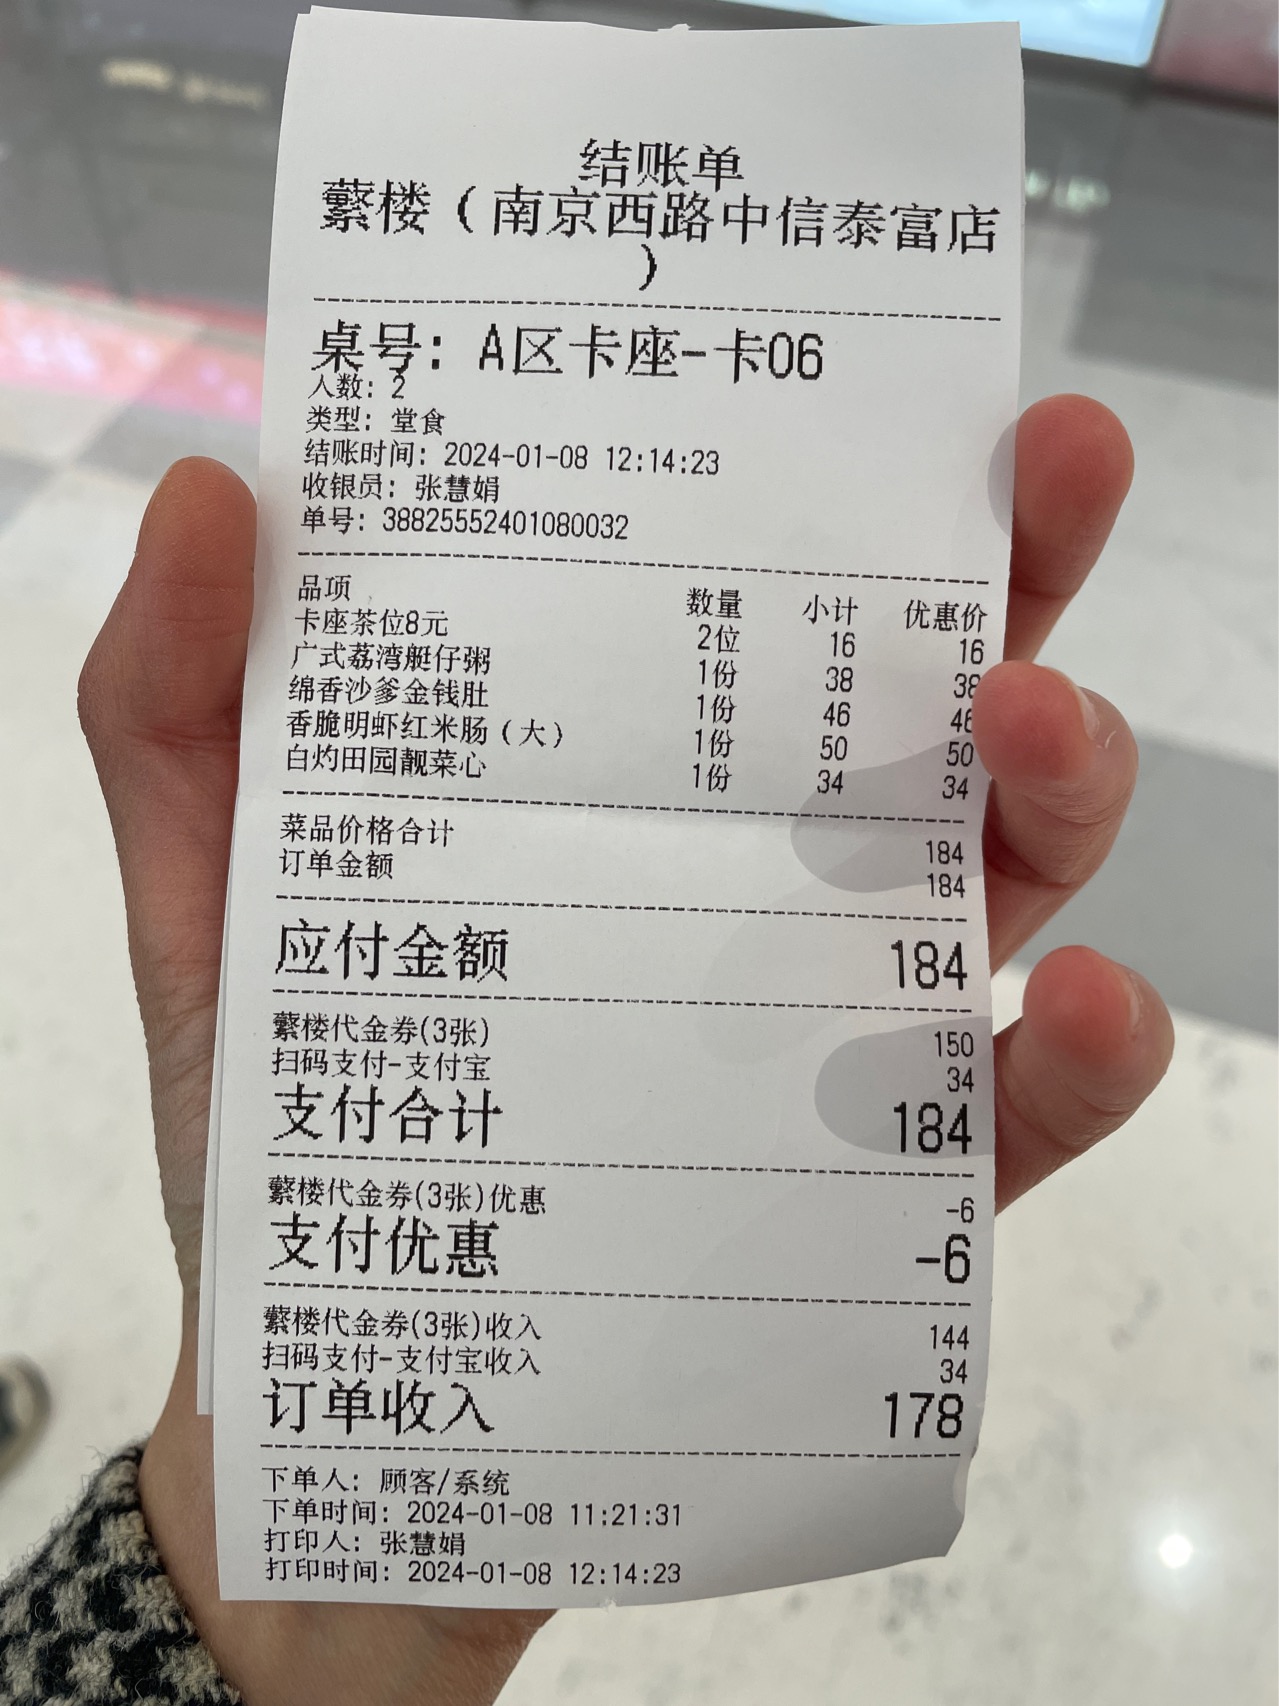 结账单
蘩楼（南京西路中信泰富店
）
桌号：A区卡座-卡06
人数：2
类型：堂食
结账时间：2024-01-08 12:14:23
收银员：张慧娟
单号：38825552401080032
品项 数量 小计 优惠价
卡座茶位8元 2位 16 16
广式荔湾艇仔粥 1份 38 38
绵香沙爹金钱肚 1份 46 46
香脆明虾红米肠（大） 1份 50 50
白灼田园靓菜心 1份 34 34
菜品价格合计 184
订单金额 184
应付金额 184
蘩楼代金券(3张) 150
扫码支付-支付宝 34
支付合计 184
蘩楼代金券(3张)优惠 -6
支付优惠 -6
蘩楼代金券(3张)收入 144
扫码支付-支付宝收入 34
订单收入 178
下单人：顾客/系统
下单时间：2024-01-08 11:21:31
打印人：张慧娟
打印时间：2024-01-08 12:14:23